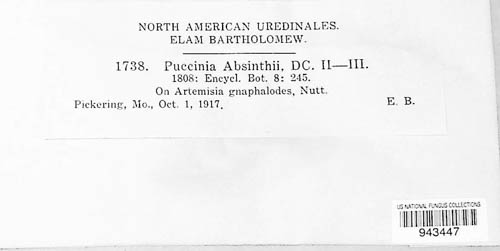 NORTH AMERICAN UREDINALES.
ELAM BARTHOLOMEW.
1738. Puccinia Absinthii, DC. II—III.
1808: Encycl. Bot. 8: 245.
On Artemisia gnaphalodes, Nutt.
Pickering, Mo., Oct. 1, 1917. E. B.
US NATIONAL FUNGUS COLLECTIONS
943447